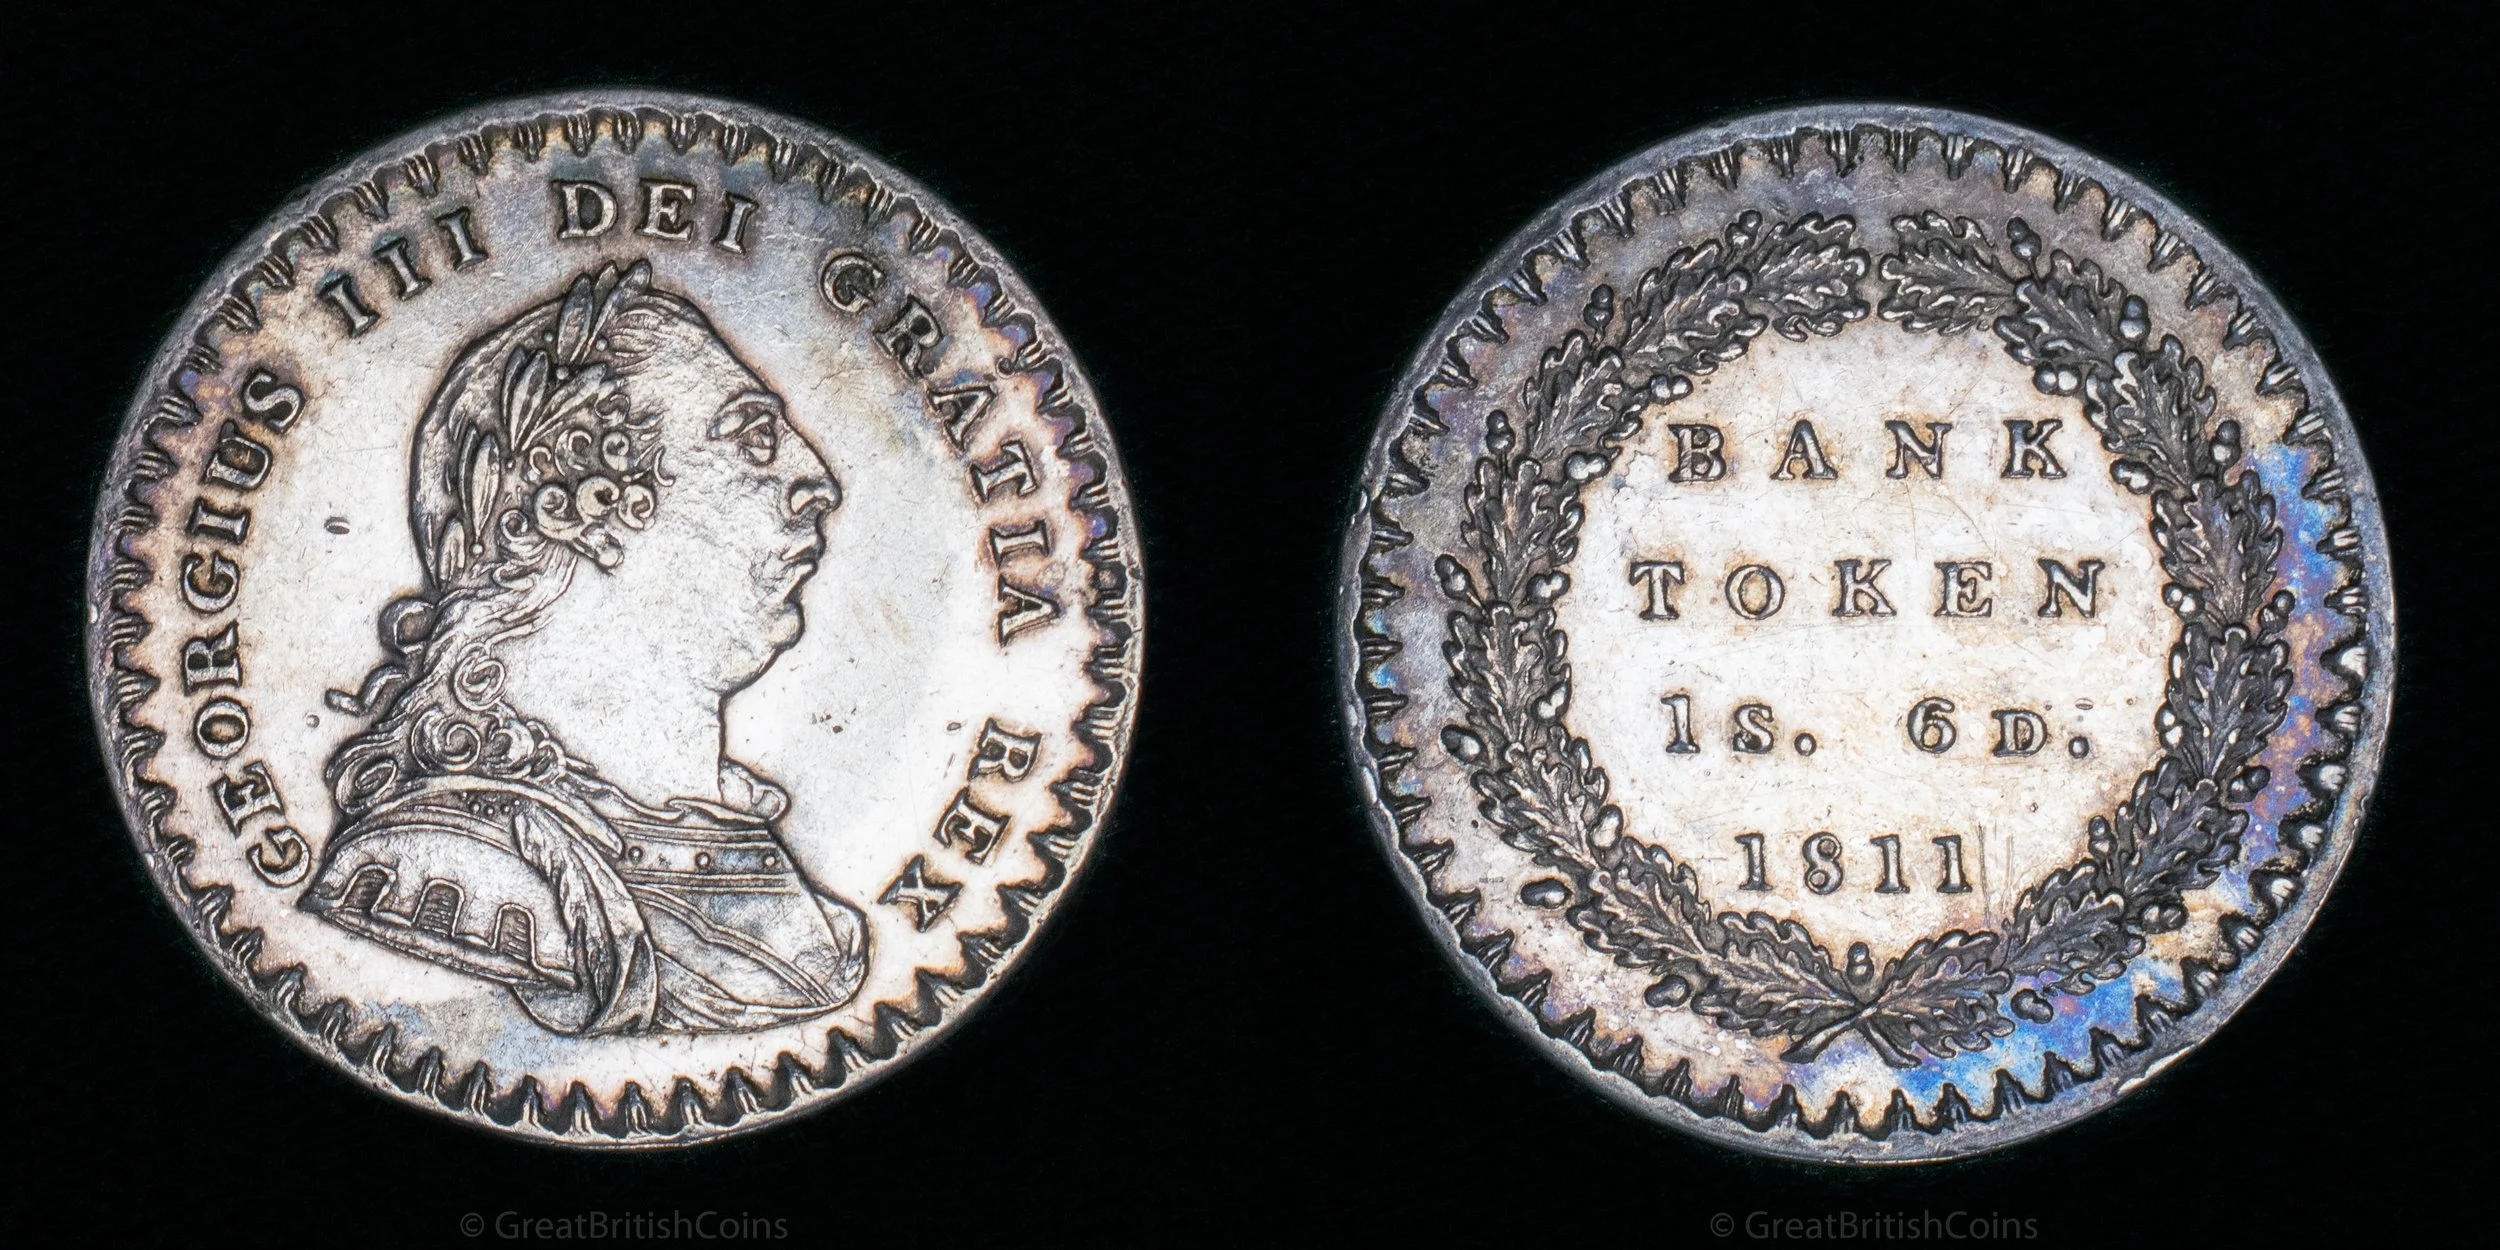 GEORGIUS III DEI GRATIA REX
BANK
TOKEN
1S. 6D.
1811
© GreatBritishCoins
© GreatBritishCoins